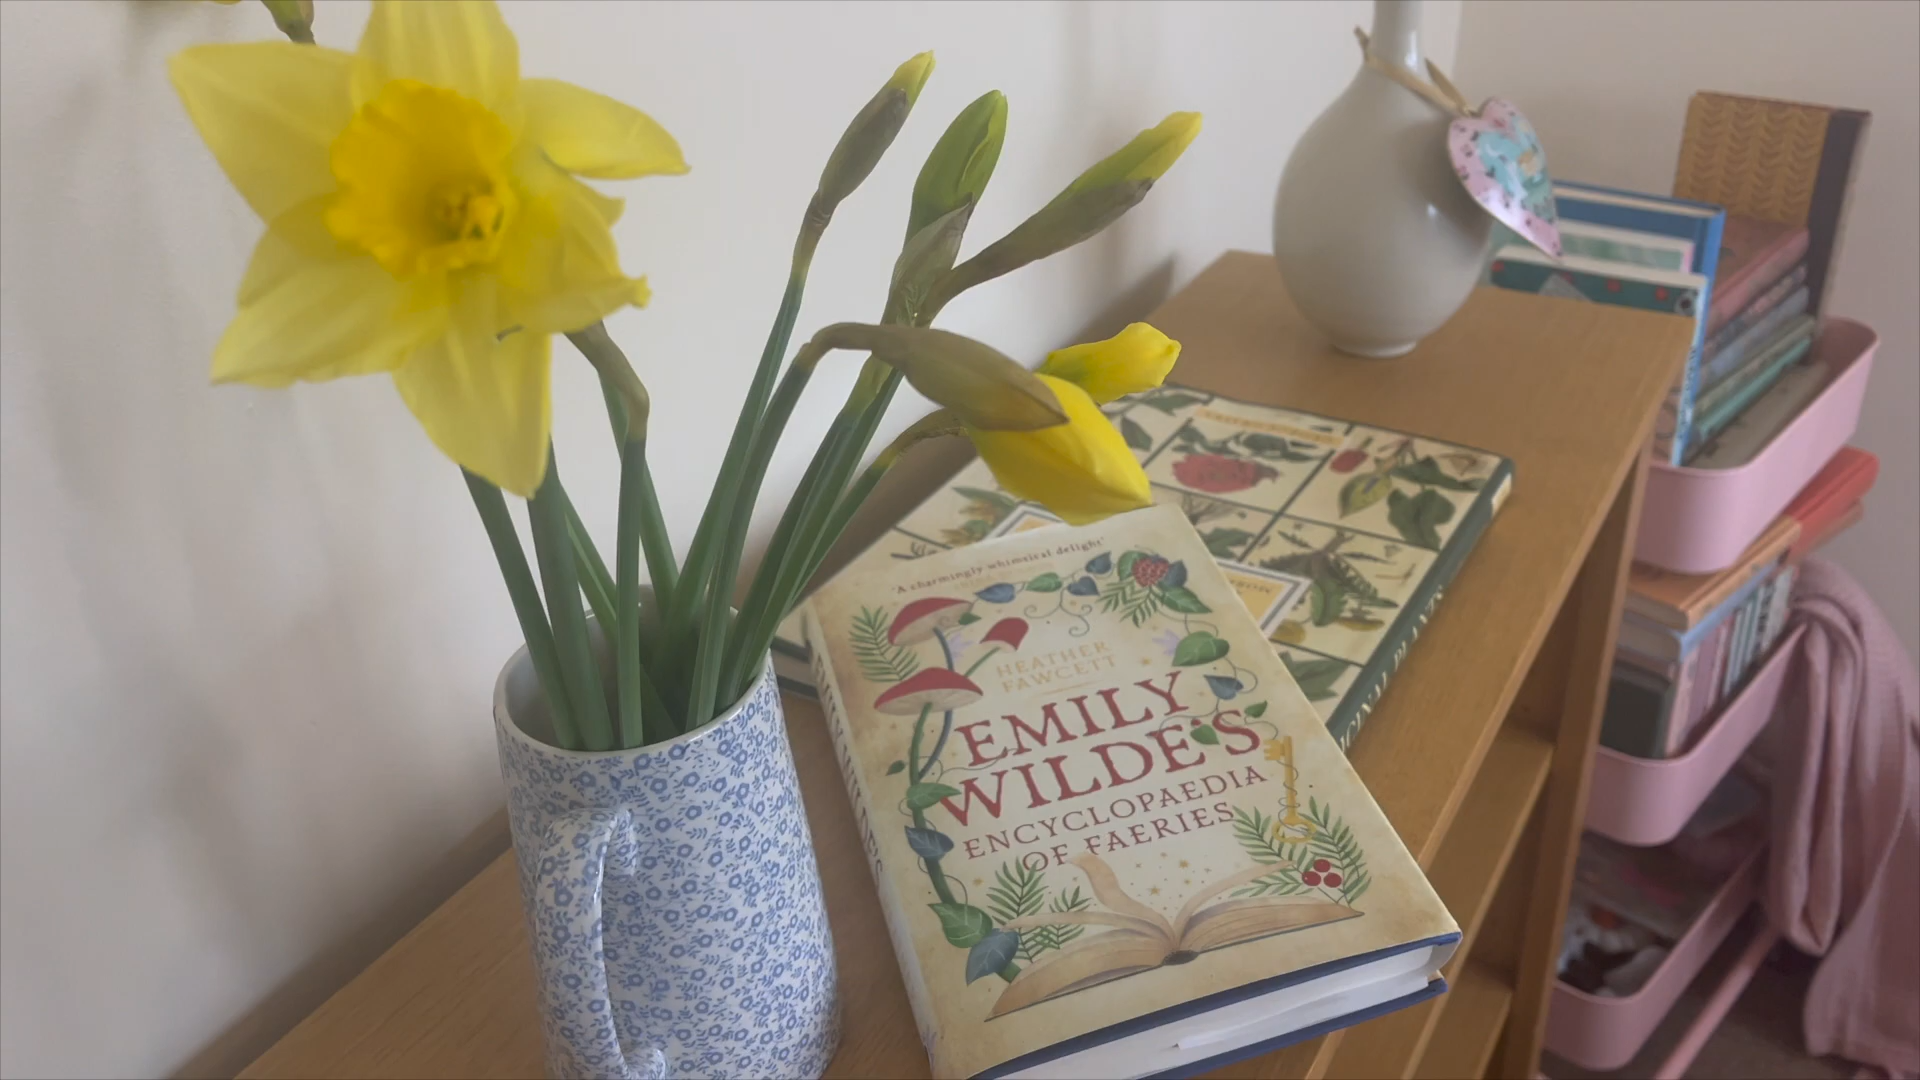 'A charmingly whimsical delight'
HEATHER
FAWCETT
EMILY
WILDE'S
ENCYCLOPAEDIA
OF FAERIES